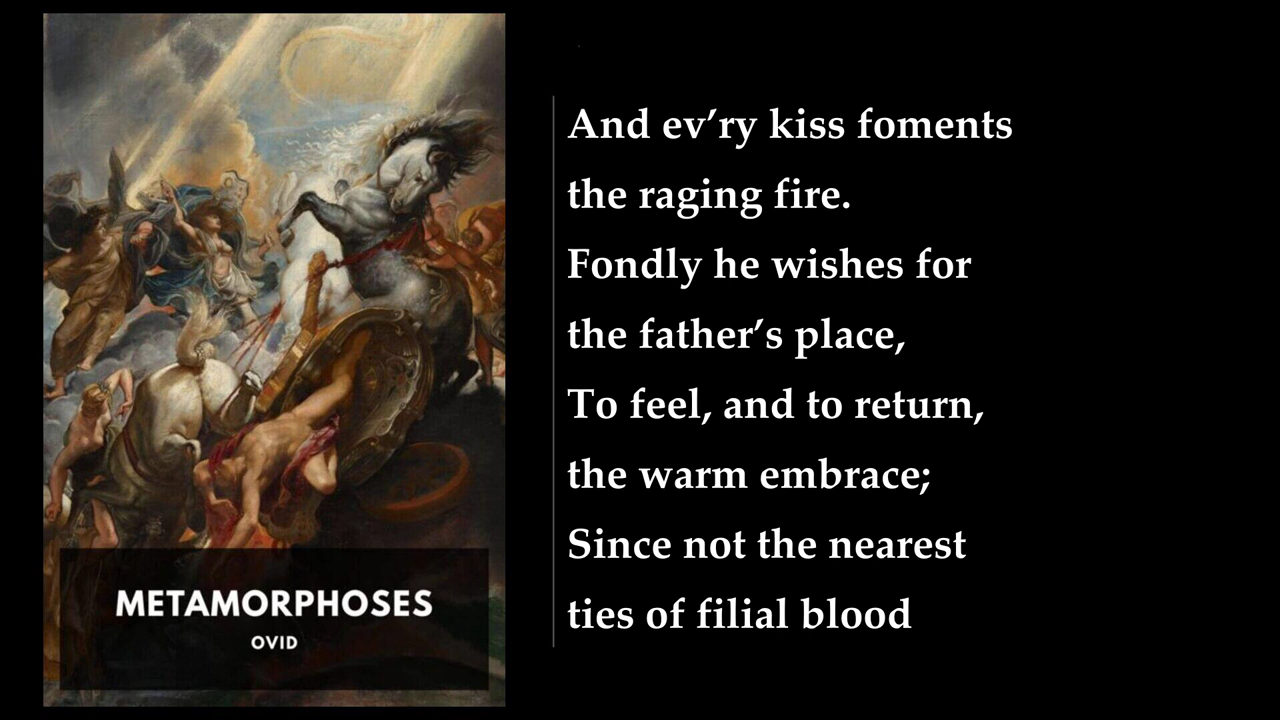 METAMORPHOSES
OVID
And ev’ry kiss foments
the raging fire.
Fondly he wishes for
the father’s place,
To feel, and to return,
the warm embrace;
Since not the nearest
ties of filial blood